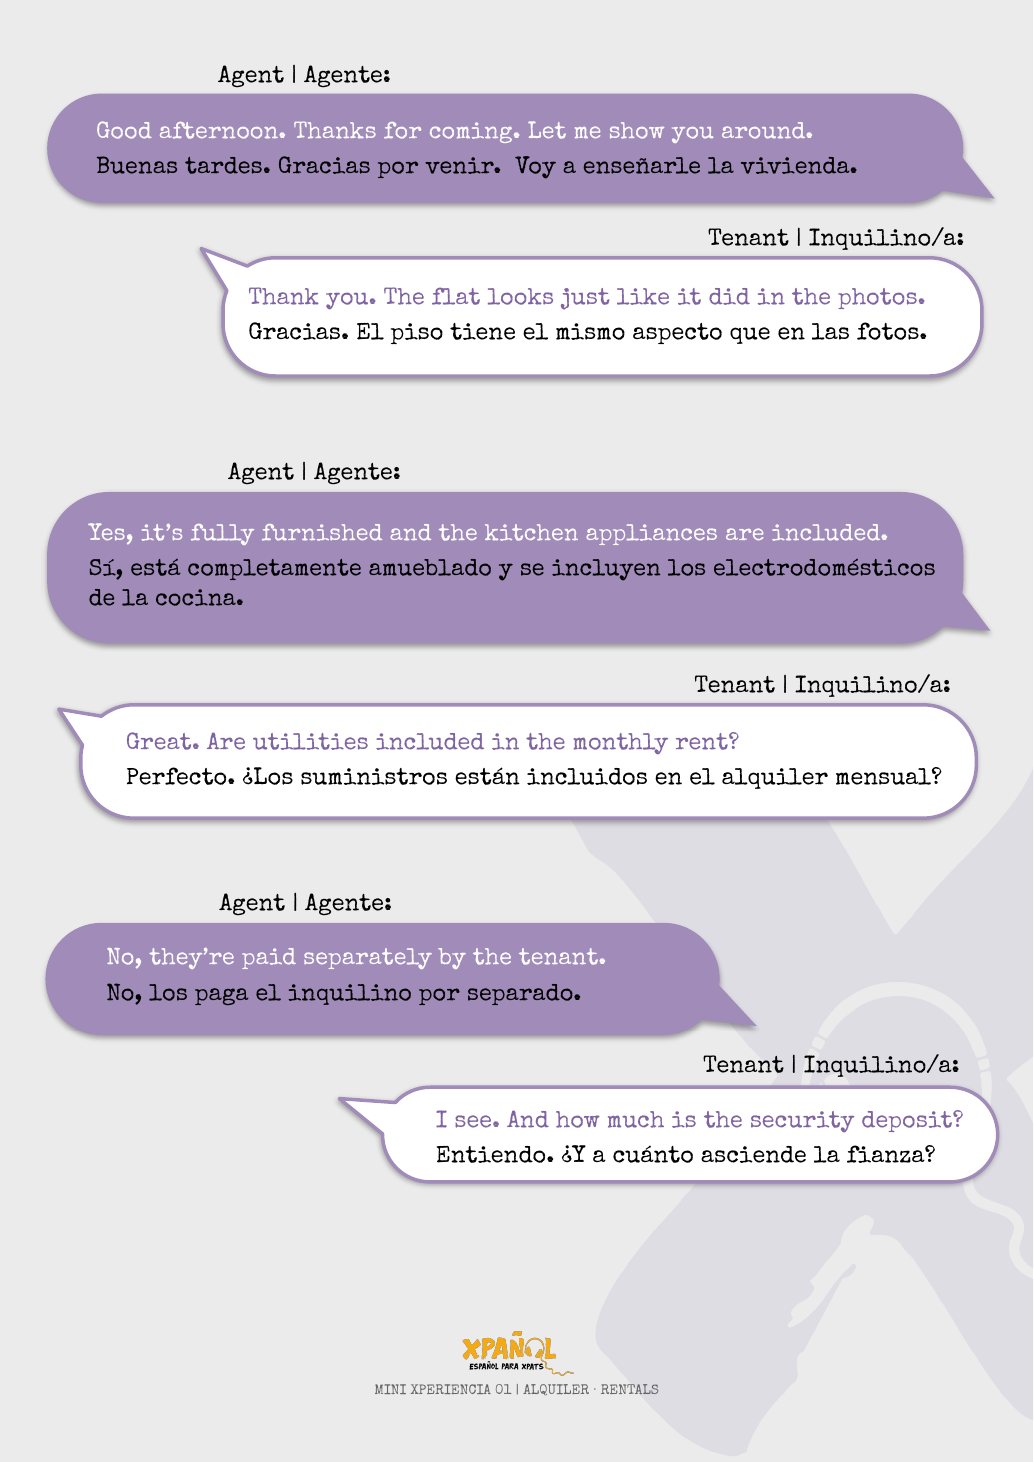 Agent | Agente:
Good afternoon. Thanks for coming. Let me show you around.
Buenas tardes. Gracias por venir.  Voy a enseñarle la vivienda.
Tenant | Inquilino/a:
Thank you. The flat looks just like it did in the photos.
Gracias. El piso tiene el mismo aspecto que en las fotos.
Agent | Agente:
Yes, it's fully furnished and the kitchen appliances are included.
Sí, está completamente amueblado y se incluyen los electrodomésticos
de la cocina.
Tenant | Inquilino/a:
Great. Are utilities included in the monthly rent?
Perfecto. ¿Los suministros están incluidos en el alquiler mensual?
Agent | Agente:
No, they're paid separately by the tenant.
No, los paga el inquilino por separado.
Tenant | Inquilino/a:
I see. And how much is the security deposit?
Entiendo. ¿Y a cuánto asciende la fianza?
XPAÑOL
ESPAÑOL PARA XPATS
MINI XPERIENCIA 01 | ALQUILER · RENTALS